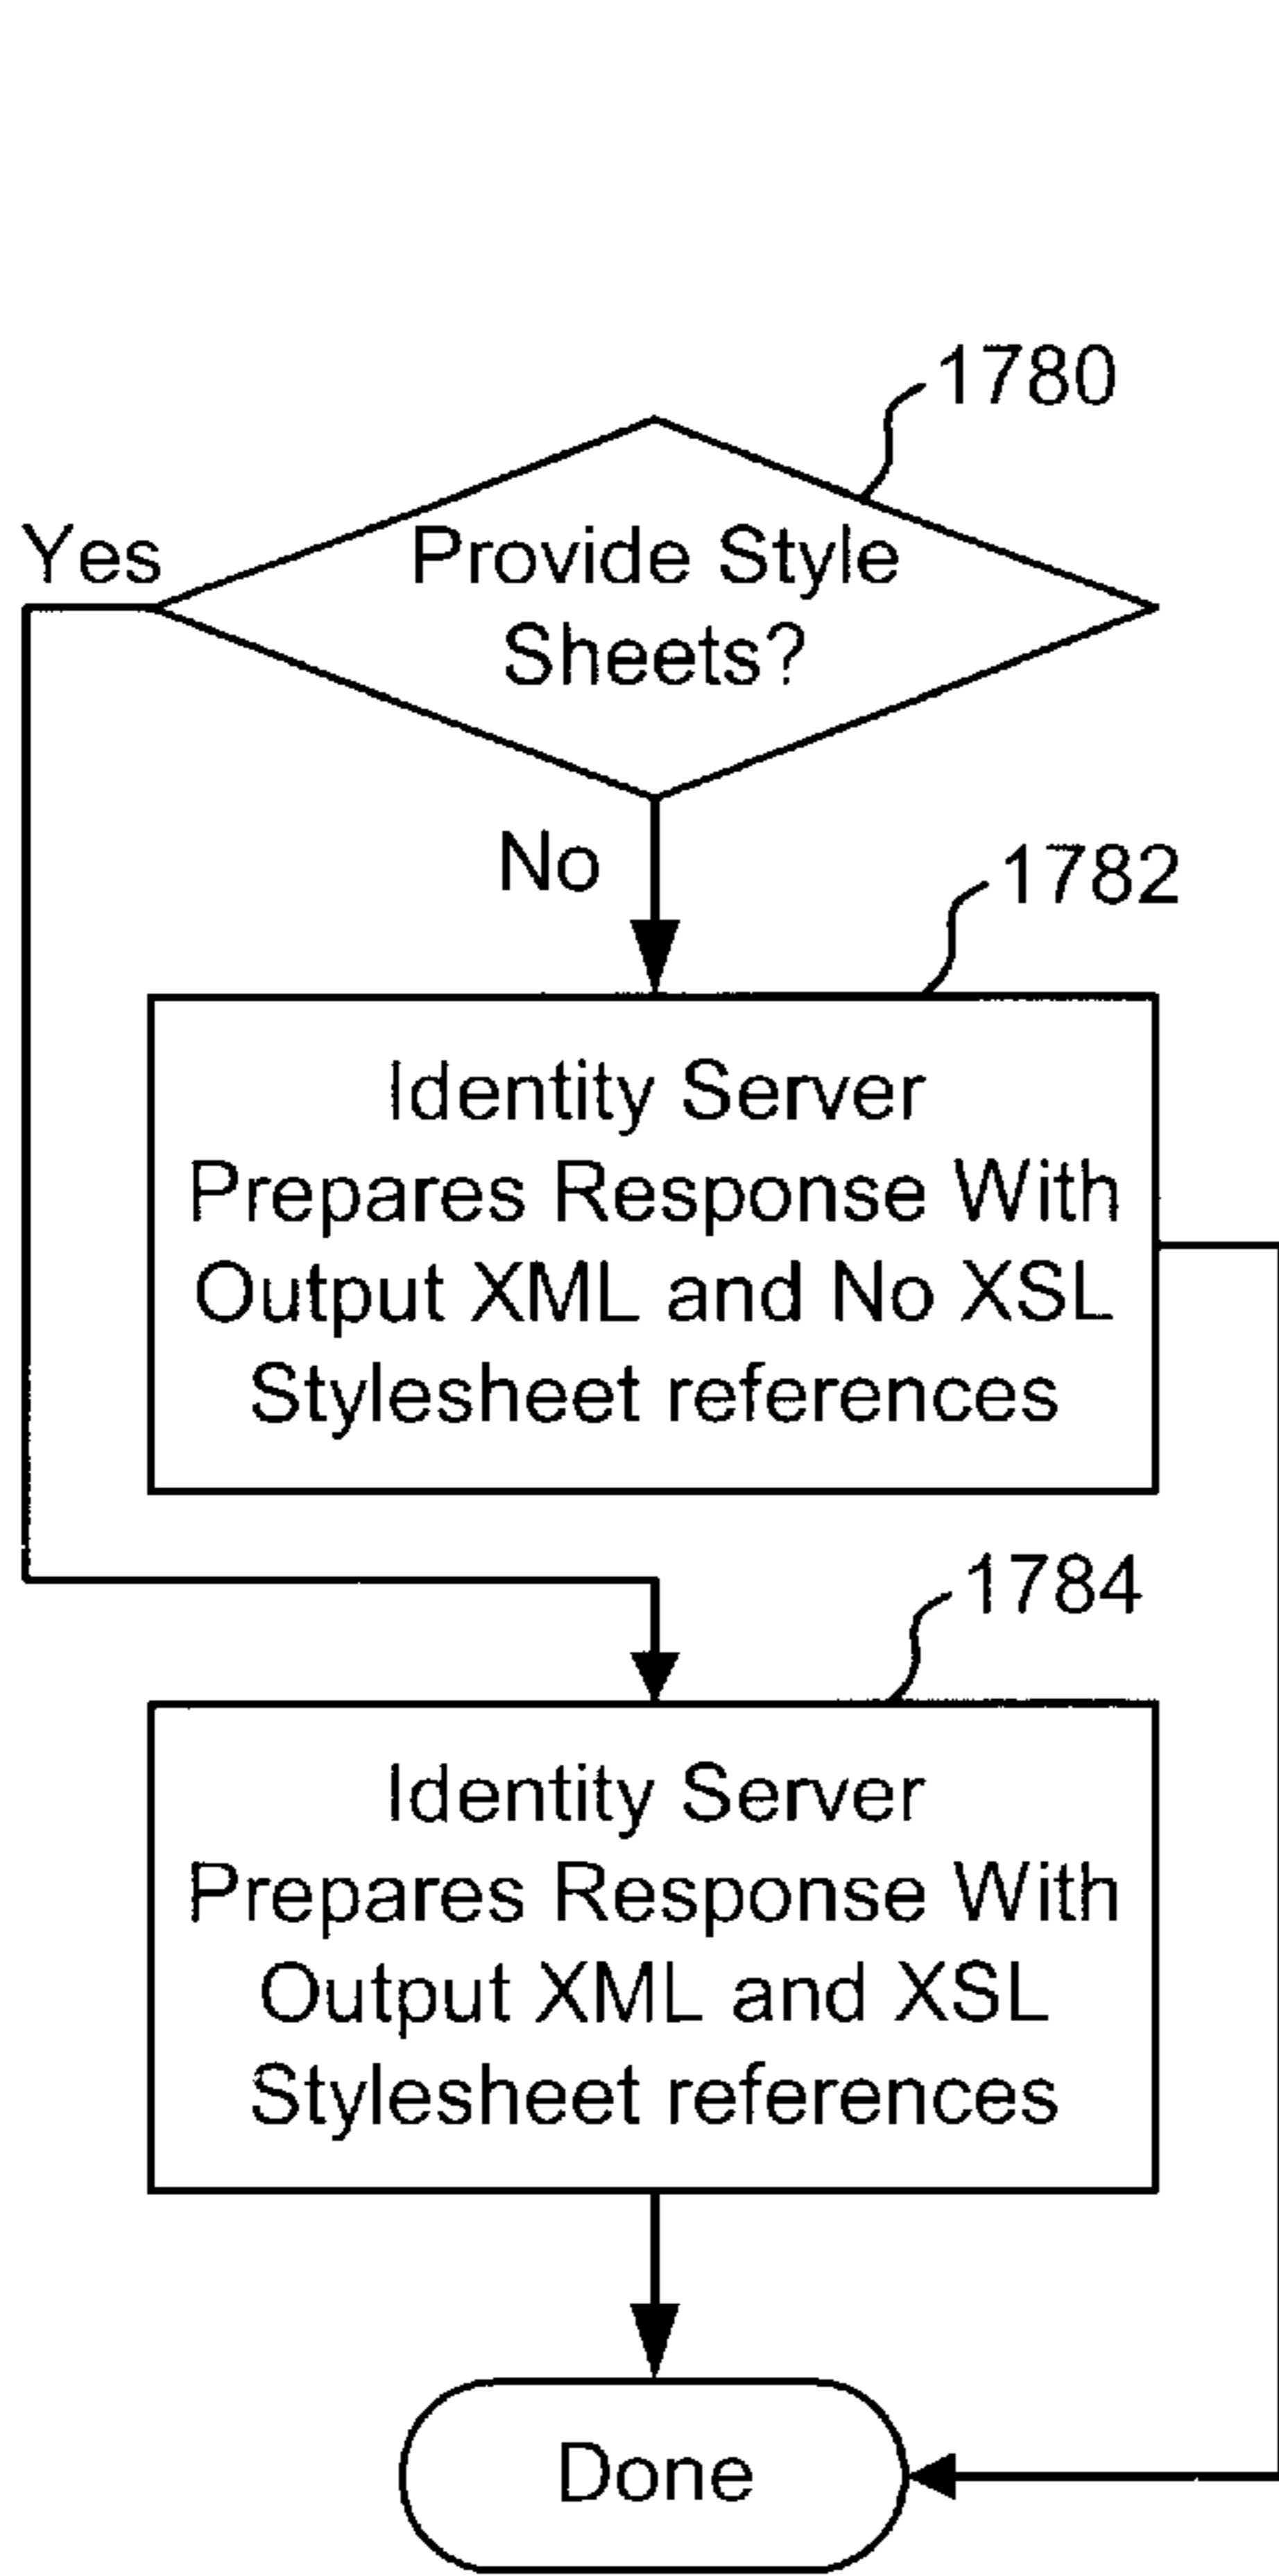 1780
Yes
Provide Style
Sheets?
No
1782
Identity Server
Prepares Response With
Output XML and No XSL
Stylesheet references
1784
Identity Server
Prepares Response With
Output XML and XSL
Stylesheet references
Done